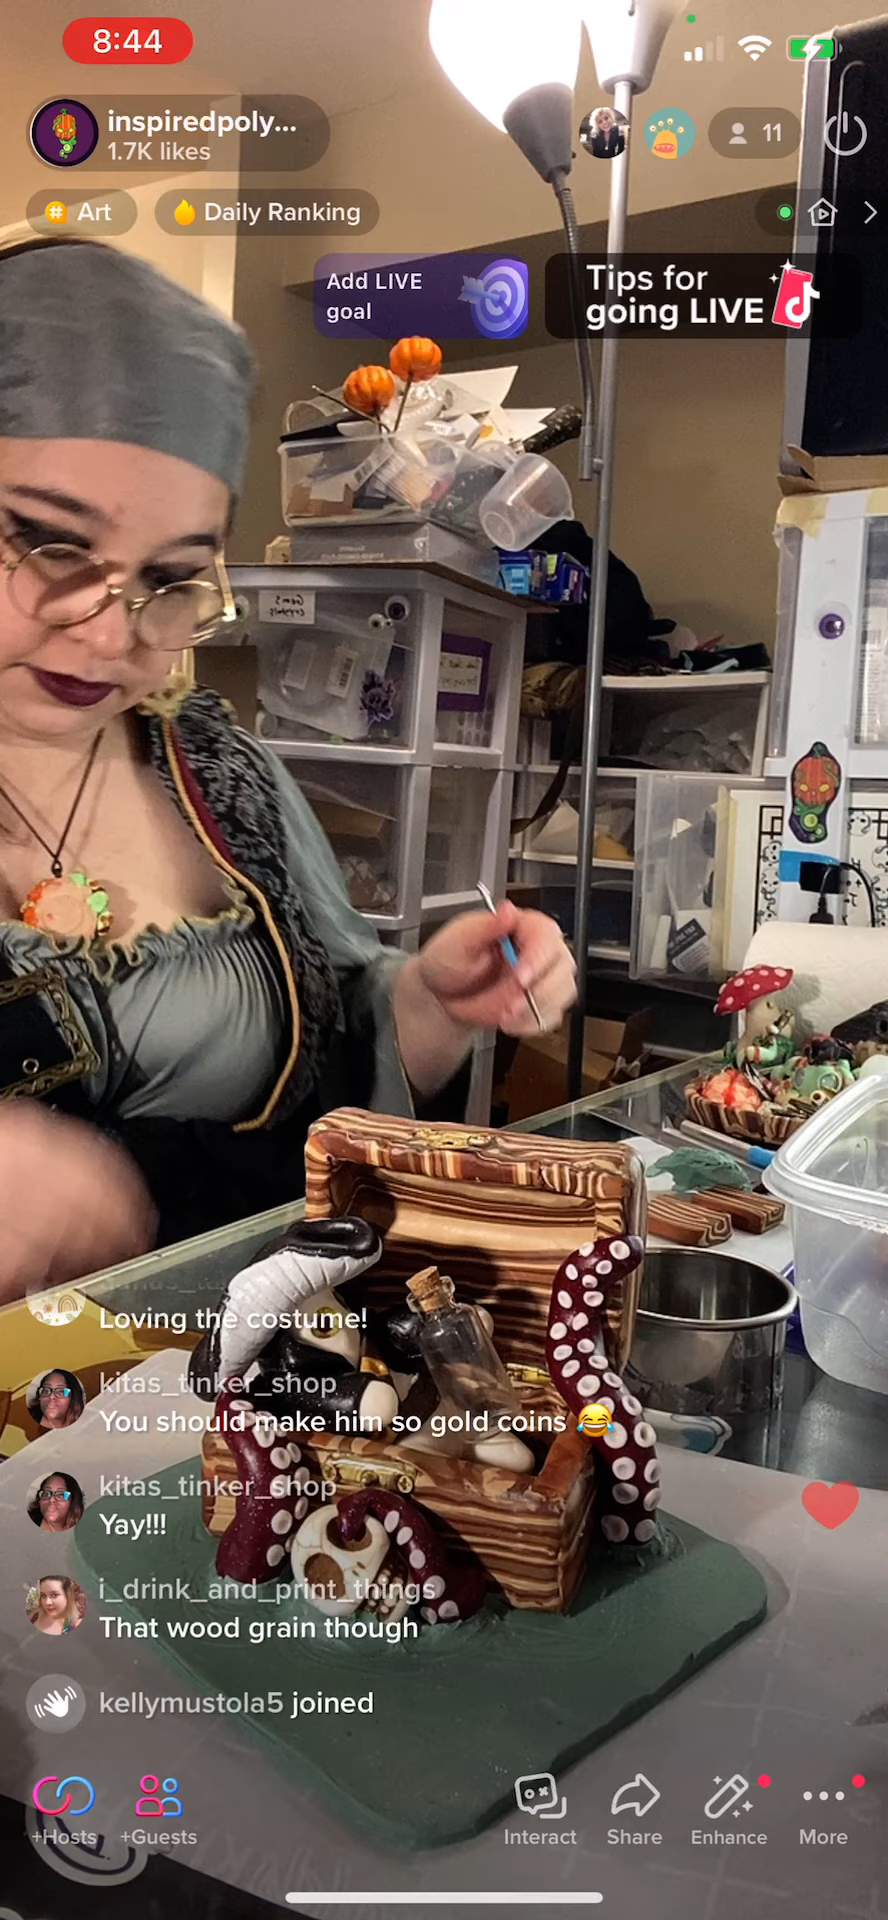 8:44
inspiredpoly...
1.7K likes
11
Art
Daily Ranking
Add LIVE
goal
Tips for
going LIVE
Loving the costume!
kitas_tinker_shop
You should make him so gold coins 😂
kitas_tinker_shop
Yay!!!
i_drink_and_print_things
That wood grain though
kellymustola5 joined
+Hosts
+Guests
Interact
Share
Enhance
More